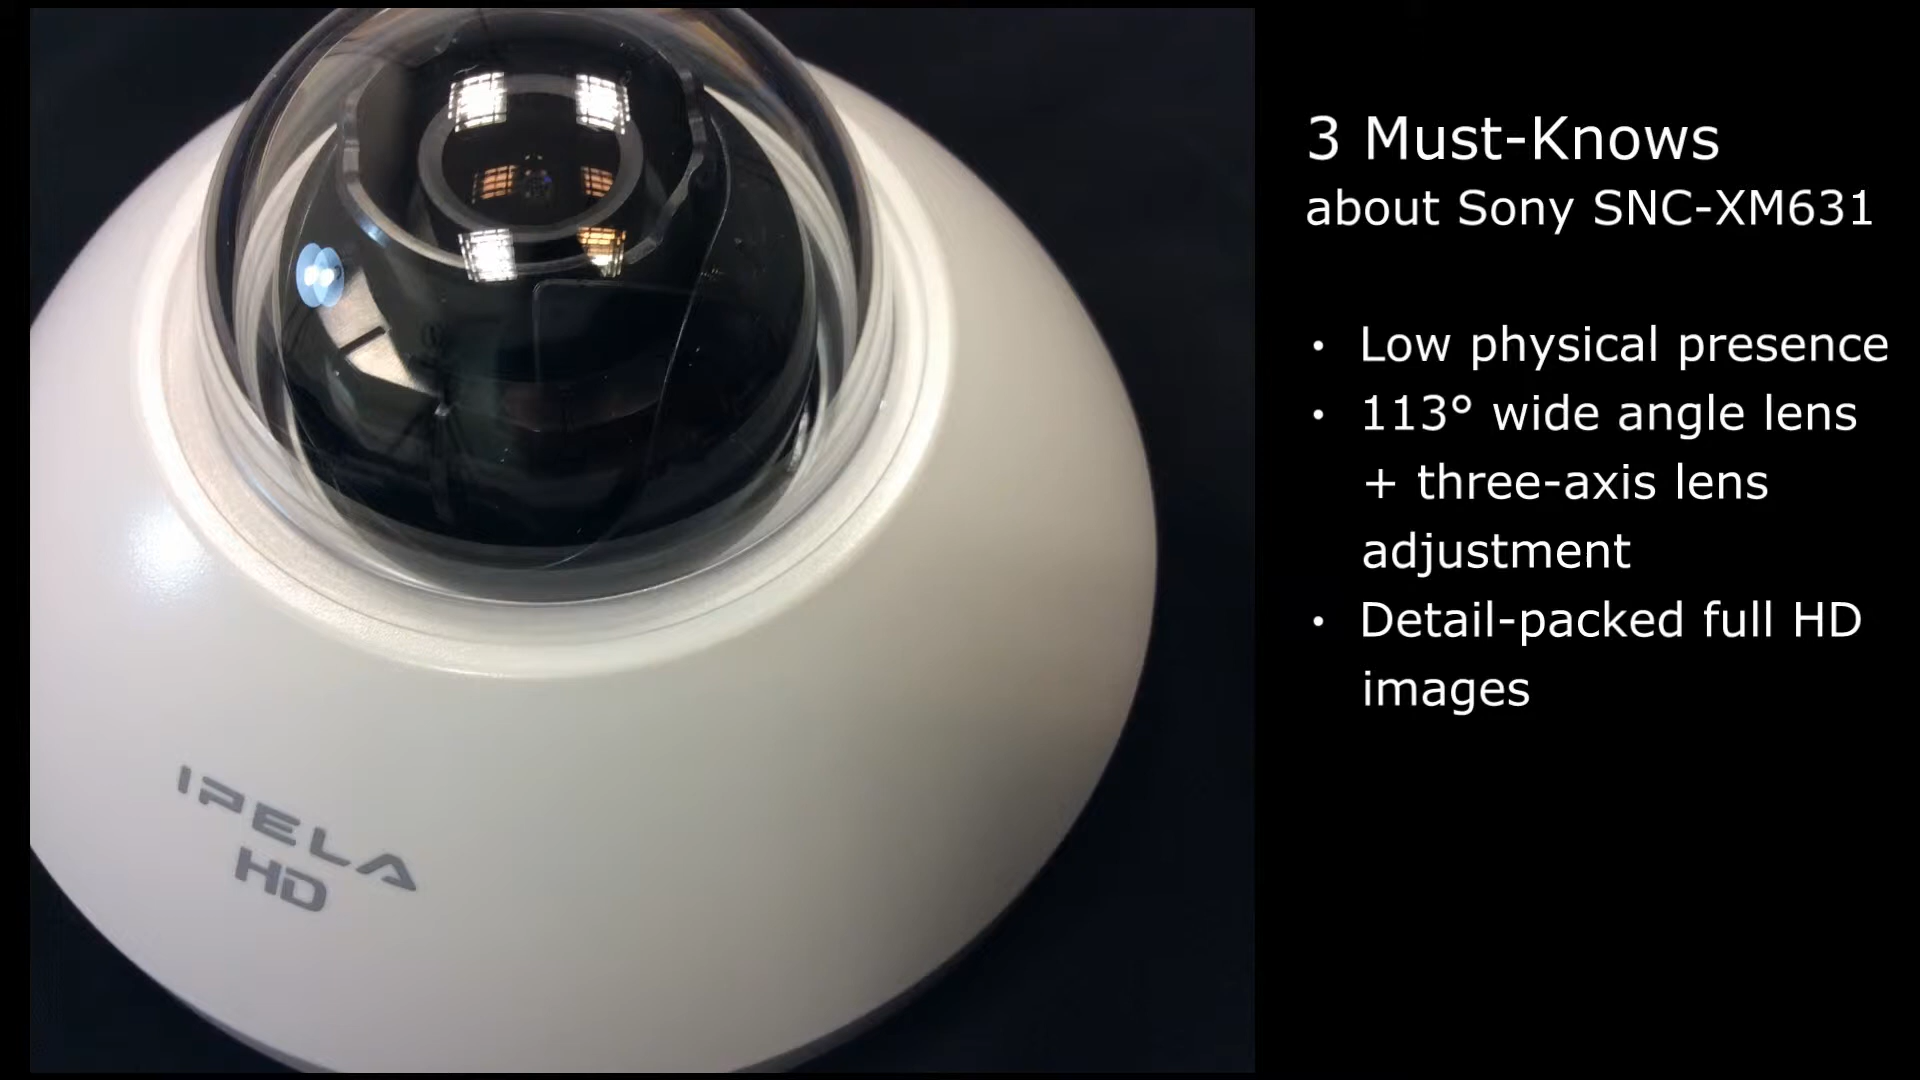 3 Must-Knows
about Sony SNC-XM631
• Low physical presence
• 113° wide angle lens
+ three-axis lens
adjustment
• Detail-packed full HD
images
IPELA
HD